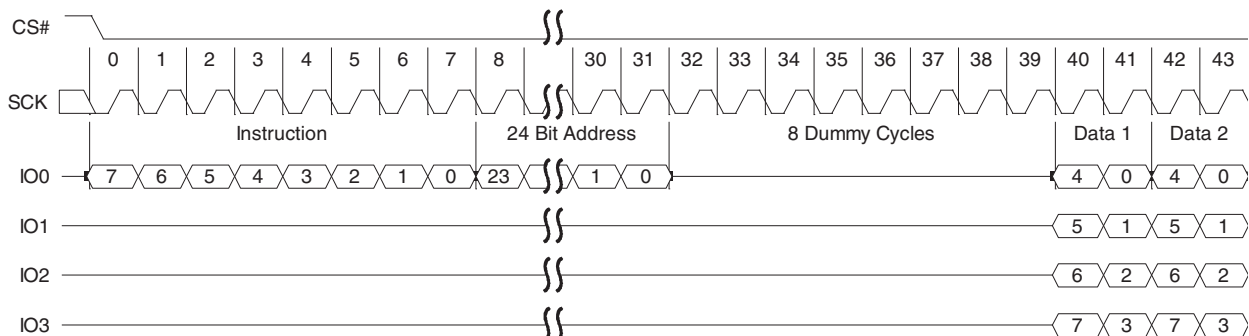 CS#
0 1 2 3 4 5 6 7 8 30 31 32 33 34 35 36 37 38 39 40 41 42 43
SCK
Instruction 24 Bit Address 8 Dummy Cycles Data 1 Data 2
IO0 7 6 5 4 3 2 1 0 23 1 0 4 0 4 0
IO1 5 1 5 1
IO2 6 2 6 2
IO3 7 3 7 3